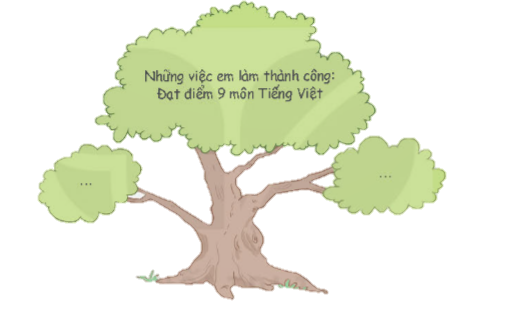 Những việc em làm thành công:
Đạt điểm 9 môn Tiếng Việt
...
...